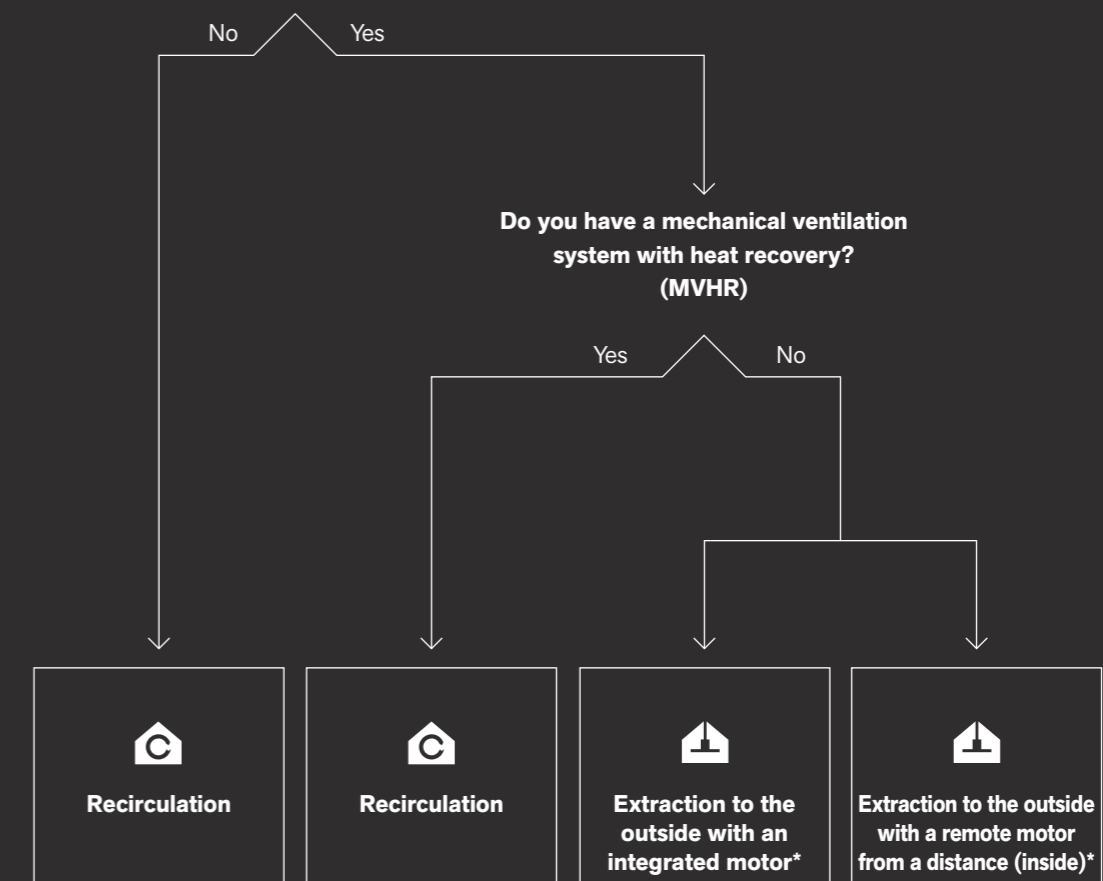 No
Yes
Do you have a mechanical ventilation
system with heat recovery?
(MVHR)
Yes
No
Recirculation
Recirculation
Extraction to the
outside with an
integrated motor*
Extraction to the outside
with a remote motor
from a distance (inside)*